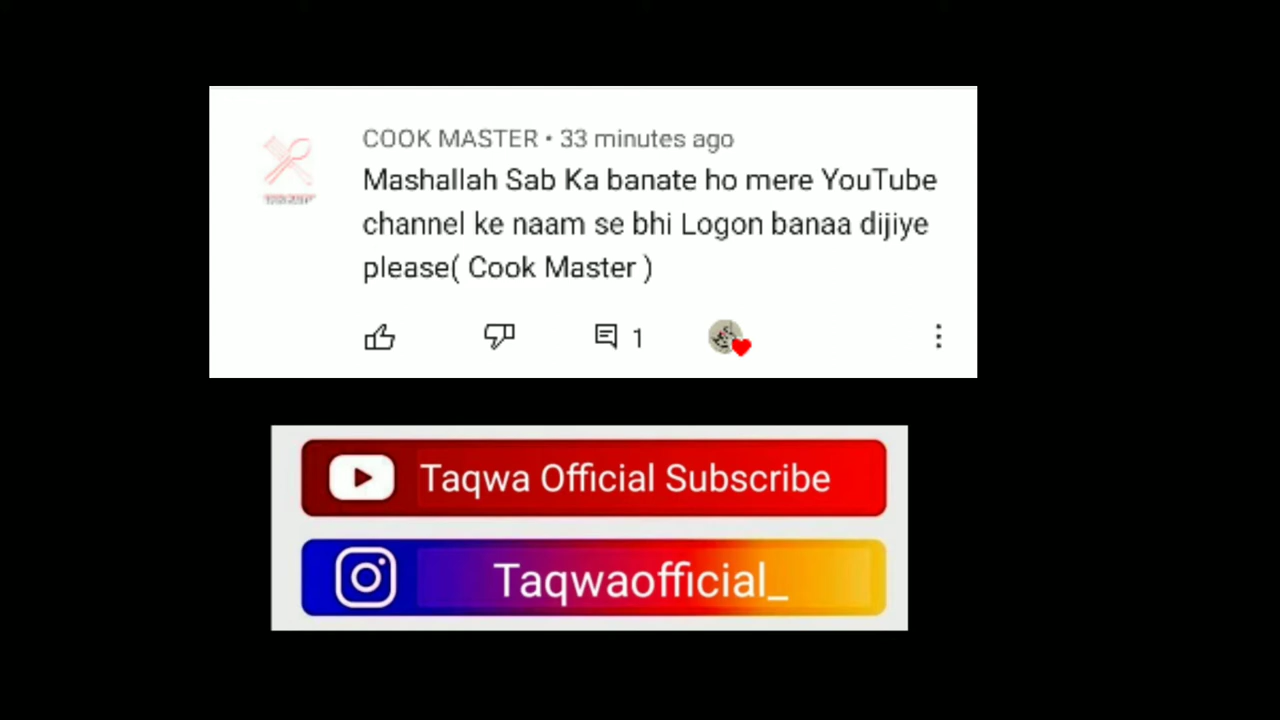 COOK MASTER • 33 minutes ago
Mashallah Sab Ka banate ho mere YouTube
channel ke naam se bhi Logon banaa dijiye
please( Cook Master )
1
Taqwa Official Subscribe
Taqwaofficial_